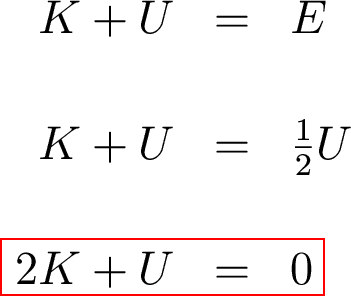 K + U = E
K + U = ½U
2K + U = 0